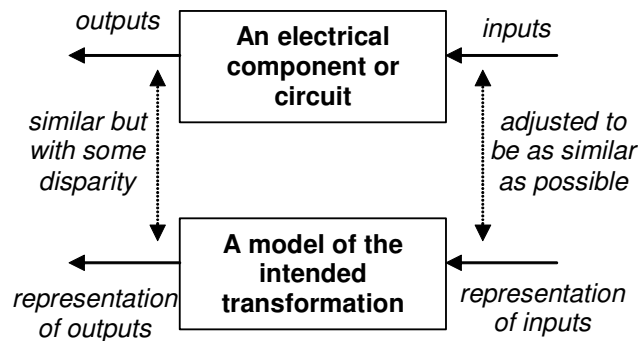 outputs
An electrical
component or
circuit
inputs
similar but
with some
disparity
adjusted to
be as similar
as possible
A model of the
intended
transformation
representation
of outputs
representation
of inputs